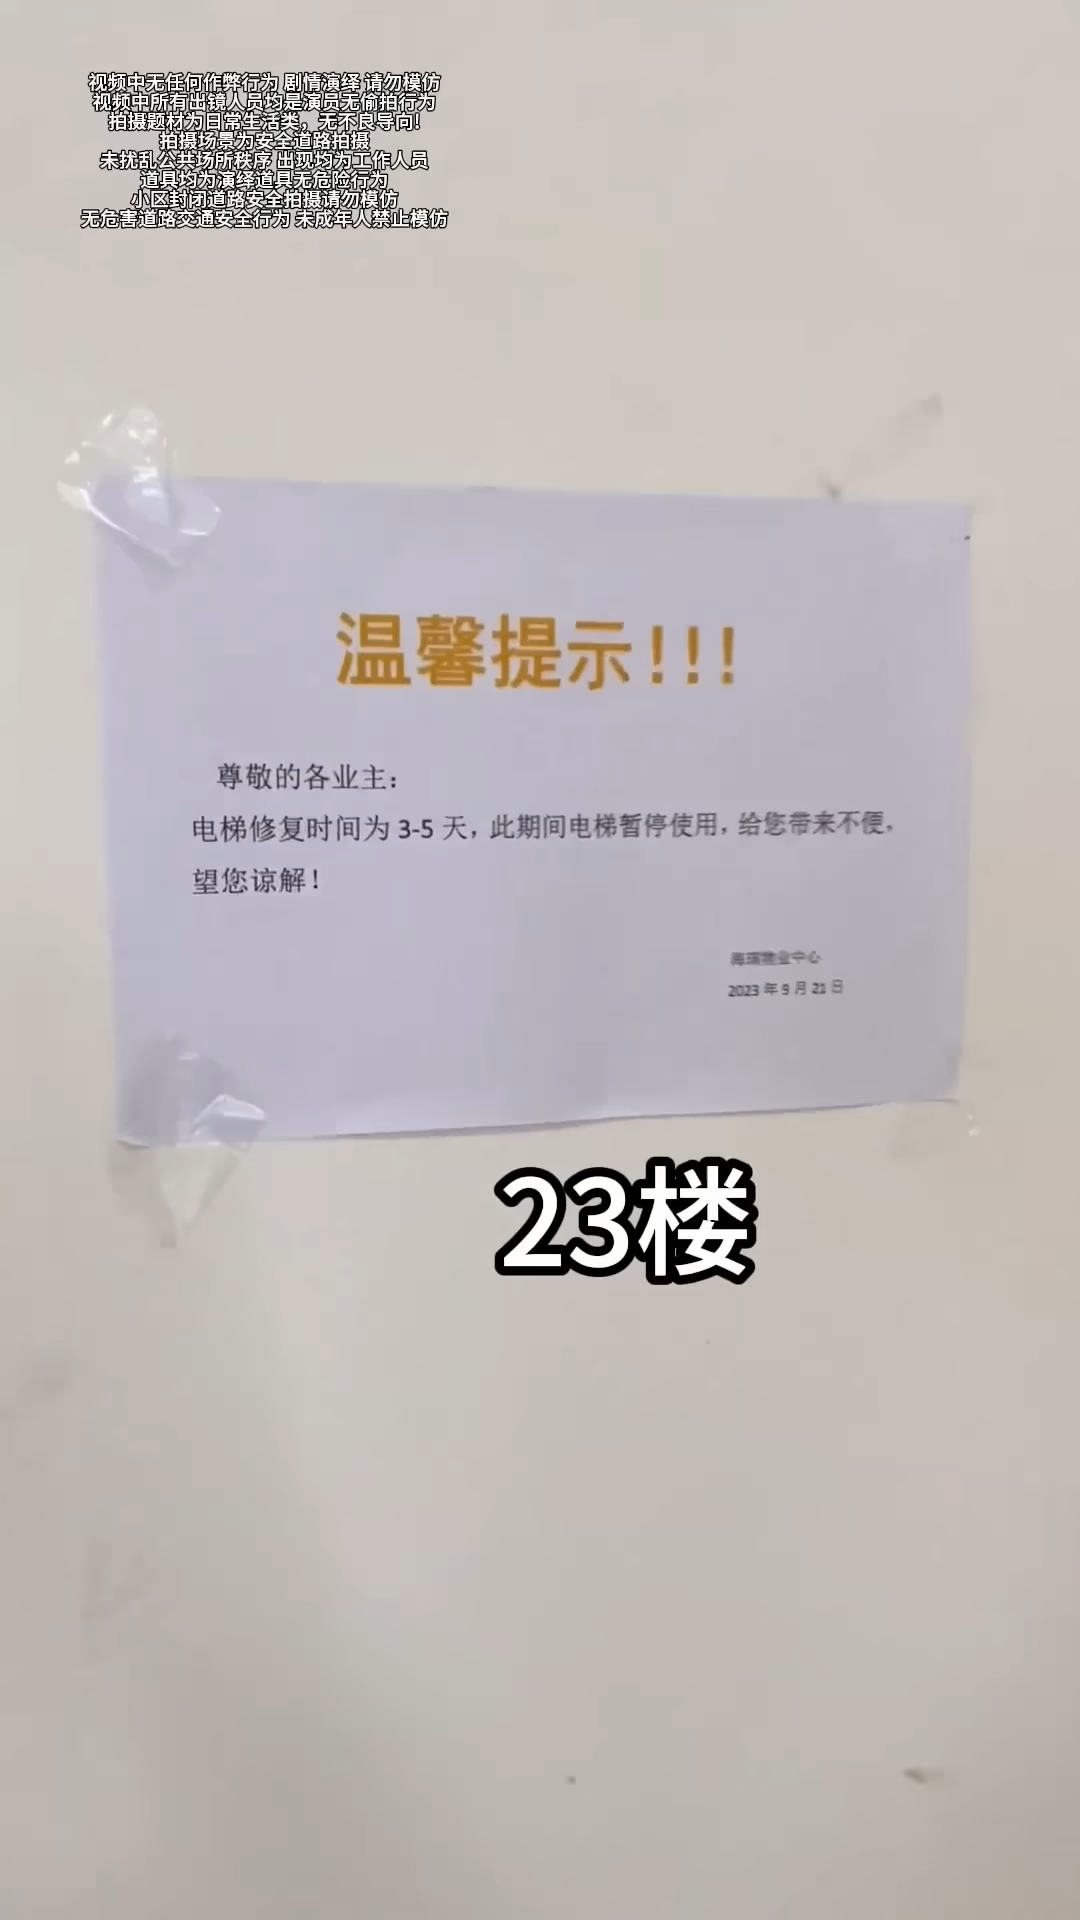 视频中无任何作弊行为 剧情演绎 请勿模仿
视频中所有出镜人员均是演员无偷拍行为
拍摄题材为日常生活类，无不良导向!
拍摄场景为安全道路拍摄
未扰乱公共场所秩序 出现均为工作人员
道具均为演绎道具无危险行为
小区封闭道路安全拍摄请勿模仿
无危害道路交通安全行为 未成年人禁止模仿
温馨提示!!!
尊敬的各业主：
电梯修复时间为 3-5 天，此期间电梯暂停使用，给您带来不便，
望您谅解！
海瑞物业中心
2023 年 9 月 21 日
23楼